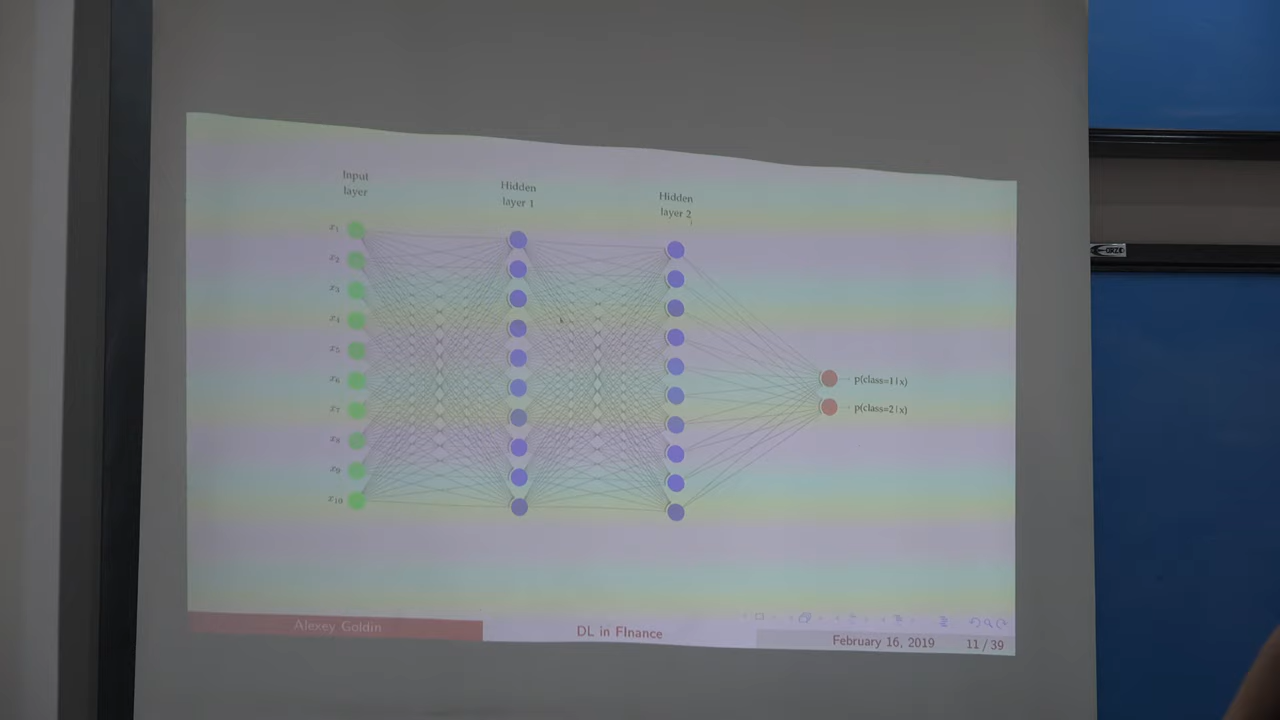 Input
layer
Hidden
layer 1
Hidden
layer 2
x1
x2
x3
x4
x5
x6
x7
x8
x9
x10
p(class=1|x)
p(class=2|x)
Alexey Goldin
DL in FInance
February 16, 2019
11 / 39